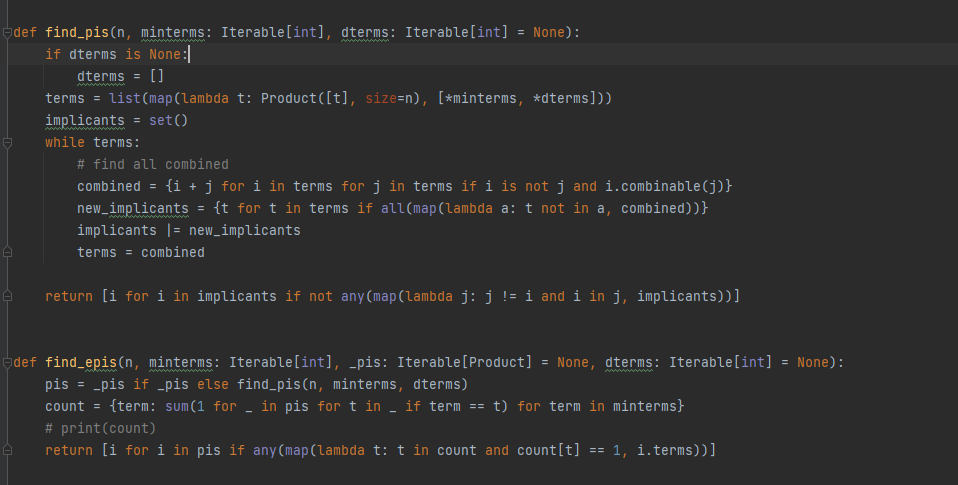 def find_pis(n, minterms: Iterable[int], dterms: Iterable[int] = None):
    if dterms is None:
        dterms = []
    terms = list(map(lambda t: Product([t], size=n), [*minterms, *dterms]))
    implicants = set()
    while terms:
        # find all combined
        combined = {i + j for i in terms for j in terms if i is not j and i.combinable(j)}
        new_implicants = {t for t in terms if all(map(lambda a: t not in a, combined))}
        implicants |= new_implicants
        terms = combined
    return [i for i in implicants if not any(map(lambda j: j != i and i in j, implicants))]
def find_epis(n, minterms: Iterable[int], _pis: Iterable[Product] = None, dterms: Iterable[int] = None):
    pis = _pis if _pis else find_pis(n, minterms, dterms)
    count = {term: sum(1 for _ in pis for t in _ if term == t) for term in minterms}
    # print(count)
    return [i for i in pis if any(map(lambda t: t in count and count[t] == 1, i.terms))]